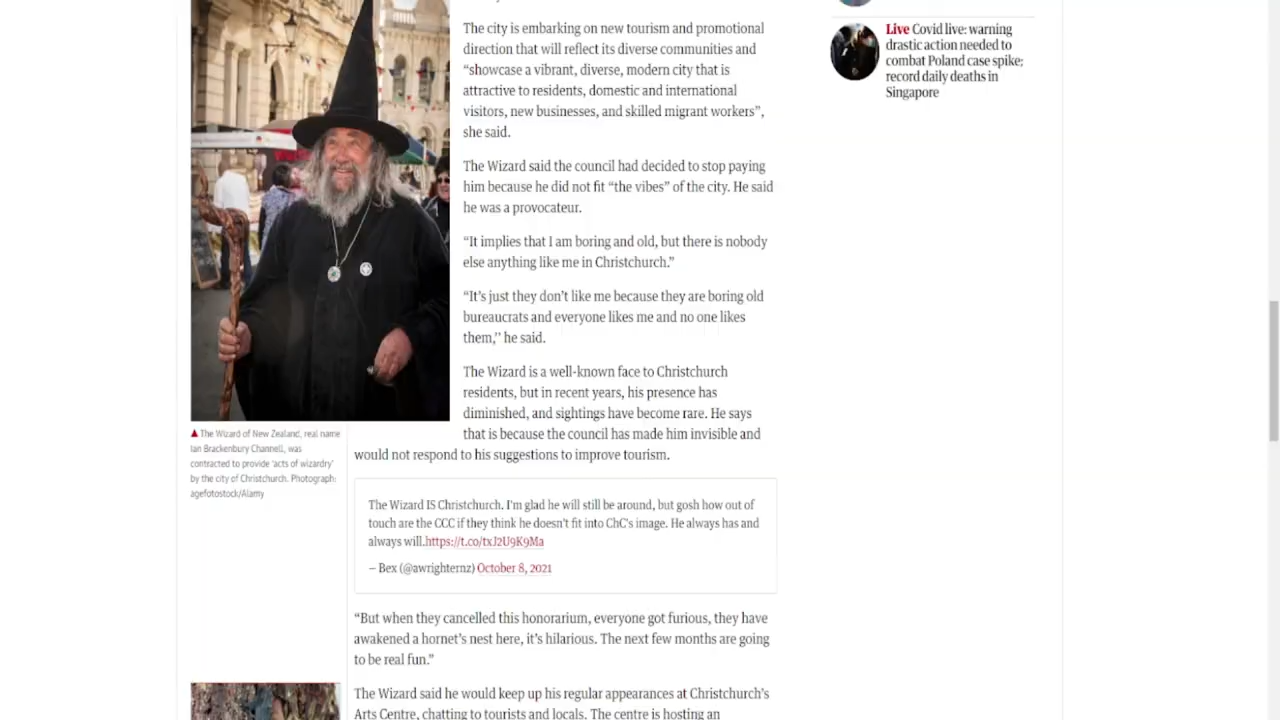 The city is embarking on new tourism and promotional
direction that will reflect its diverse communities and
“showcase a vibrant, diverse, modern city that is
attractive to residents, domestic and international
visitors, new businesses, and skilled migrant workers”,
she said.
The Wizard said the council had decided to stop paying
him because he did not fit “the vibes” of the city. He said
he was a provocateur.
“It implies that I am boring and old, but there is nobody
else anything like me in Christchurch.”
“It’s just they don’t like me because they are boring old
bureaucrats and everyone likes me and no one likes
them,’’ he said.
The Wizard is a well-known face to Christchurch
residents, but in recent years, his presence has
diminished, and sightings have become rare. He says
that is because the council has made him invisible and
would not respond to his suggestions to improve tourism.
▲ The Wizard of New Zealand, real name
Ian Brackenbury Channell, was
contracted to provide ‘acts of wizardry’
by the city of Christchurch. Photograph:
agefotostock/Alamy
The Wizard IS Christchurch. I’m glad he will still be around, but gosh how out of
touch are the CCC if they think he doesn’t fit into ChC’s image. He always has and
always will.https://t.co/txJ2U9K9Ma
– Bex (@awrighternz) October 8, 2021
“But when they cancelled this honorarium, everyone got furious, they have
awakened a hornet’s nest here, it’s hilarious. The next few months are going
to be real fun.”
The Wizard said he would keep up his regular appearances at Christchurch’s
Arts Centre, chatting to tourists and locals. The centre is hosting an
Live Covid live: warning
drastic action needed to
combat Poland case spike;
record daily deaths in
Singapore